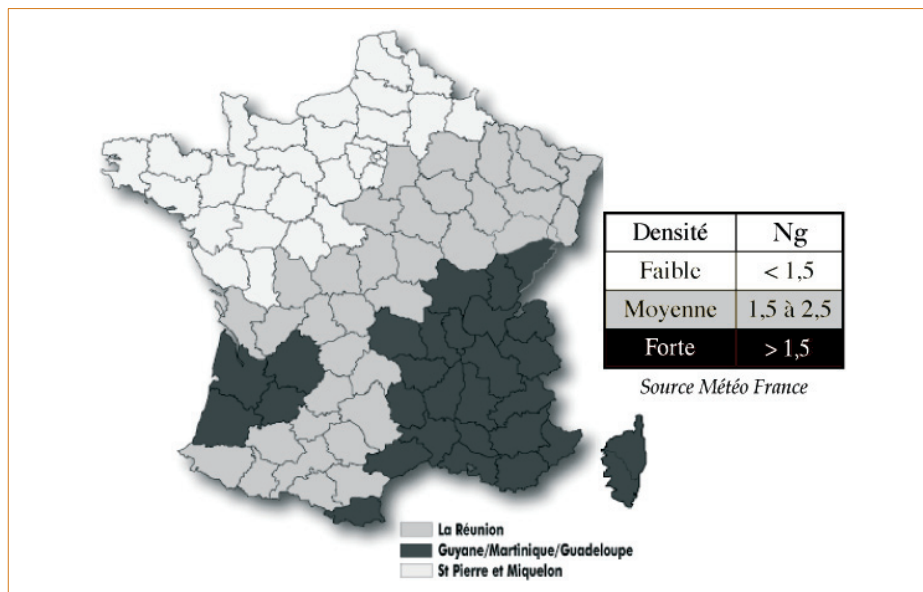 Densité Ng
Faible < 1,5
Moyenne 1,5 à 2,5
Forte > 1,5
Source Météo France
La Réunion
Guyane/Martinique/Guadeloupe
St Pierre et Miquelon